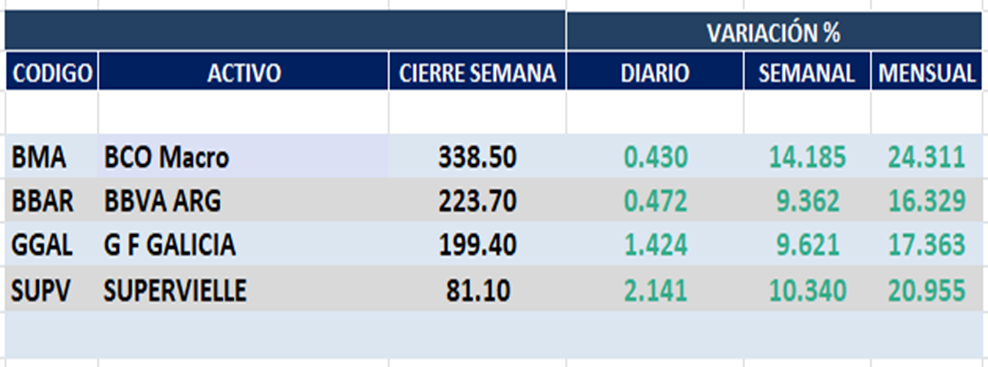 VARIACIÓN %
CODIGO ACTIVO CIERRE SEMANA DIARIO SEMANAL MENSUAL
BMA BCO Macro 338.50 0.430 14.185 24.311
BBAR BBVA ARG 223.70 0.472 9.362 16.329
GGAL G F GALICIA 199.40 1.424 9.621 17.363
SUPV SUPERVIELLE 81.10 2.141 10.340 20.955